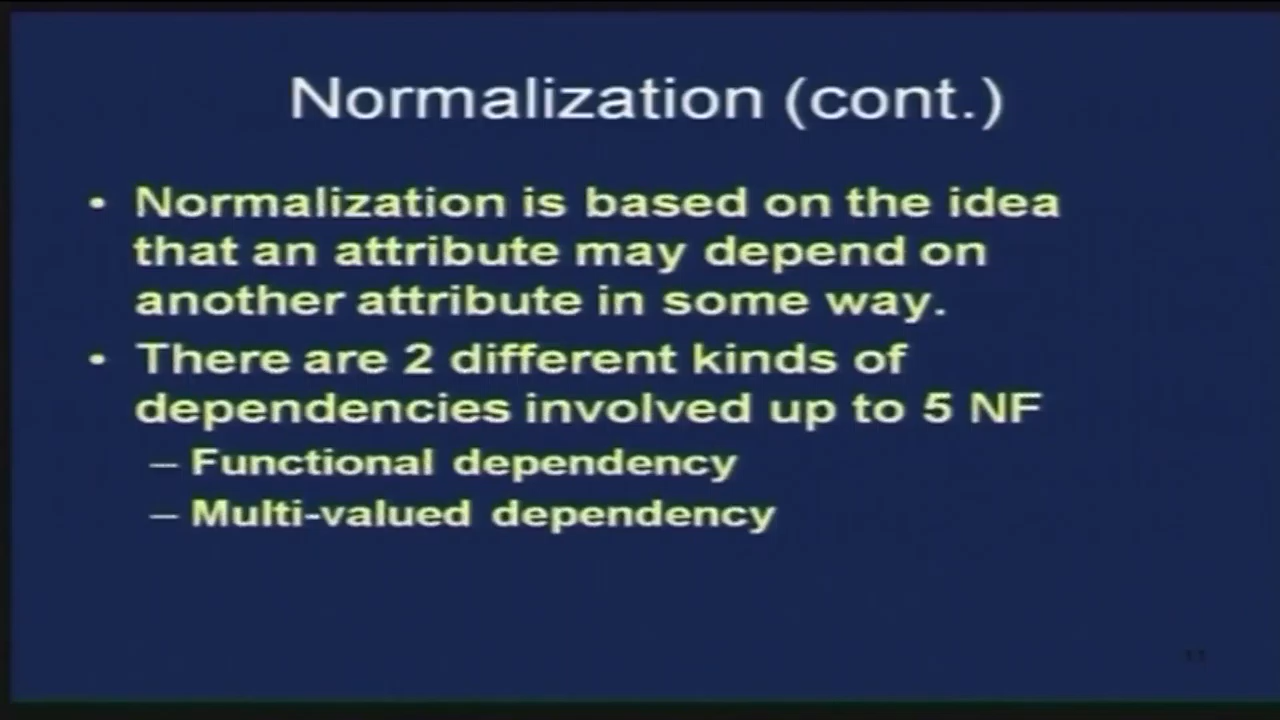 Normalization (cont.)
• Normalization is based on the idea
that an attribute may depend on
another attribute in some way.
• There are 2 different kinds of
dependencies involved up to 5 NF
– Functional dependency
– Multi-valued dependency
11